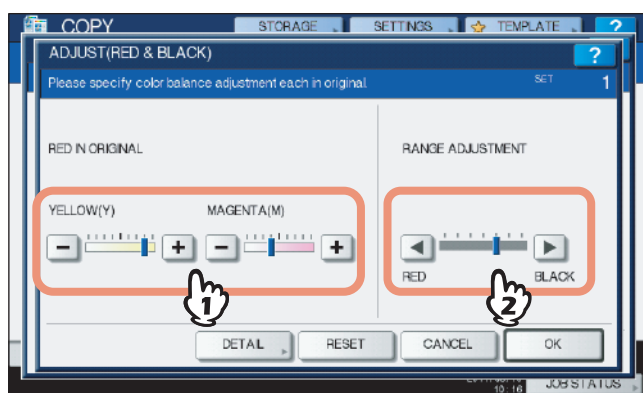 COPY STORAGE SETTINGS TEMPLATE ?
ADJUST(RED & BLACK) ?
Please specify color balance adjustment each in original. SET 1
RED IN ORIGINAL RANGE ADJUSTMENT
YELLOW(Y) MAGENTA(M)
- + - +
RED BLACK
1 2
DETAIL RESET CANCEL OK
10:16 JOB STATUS